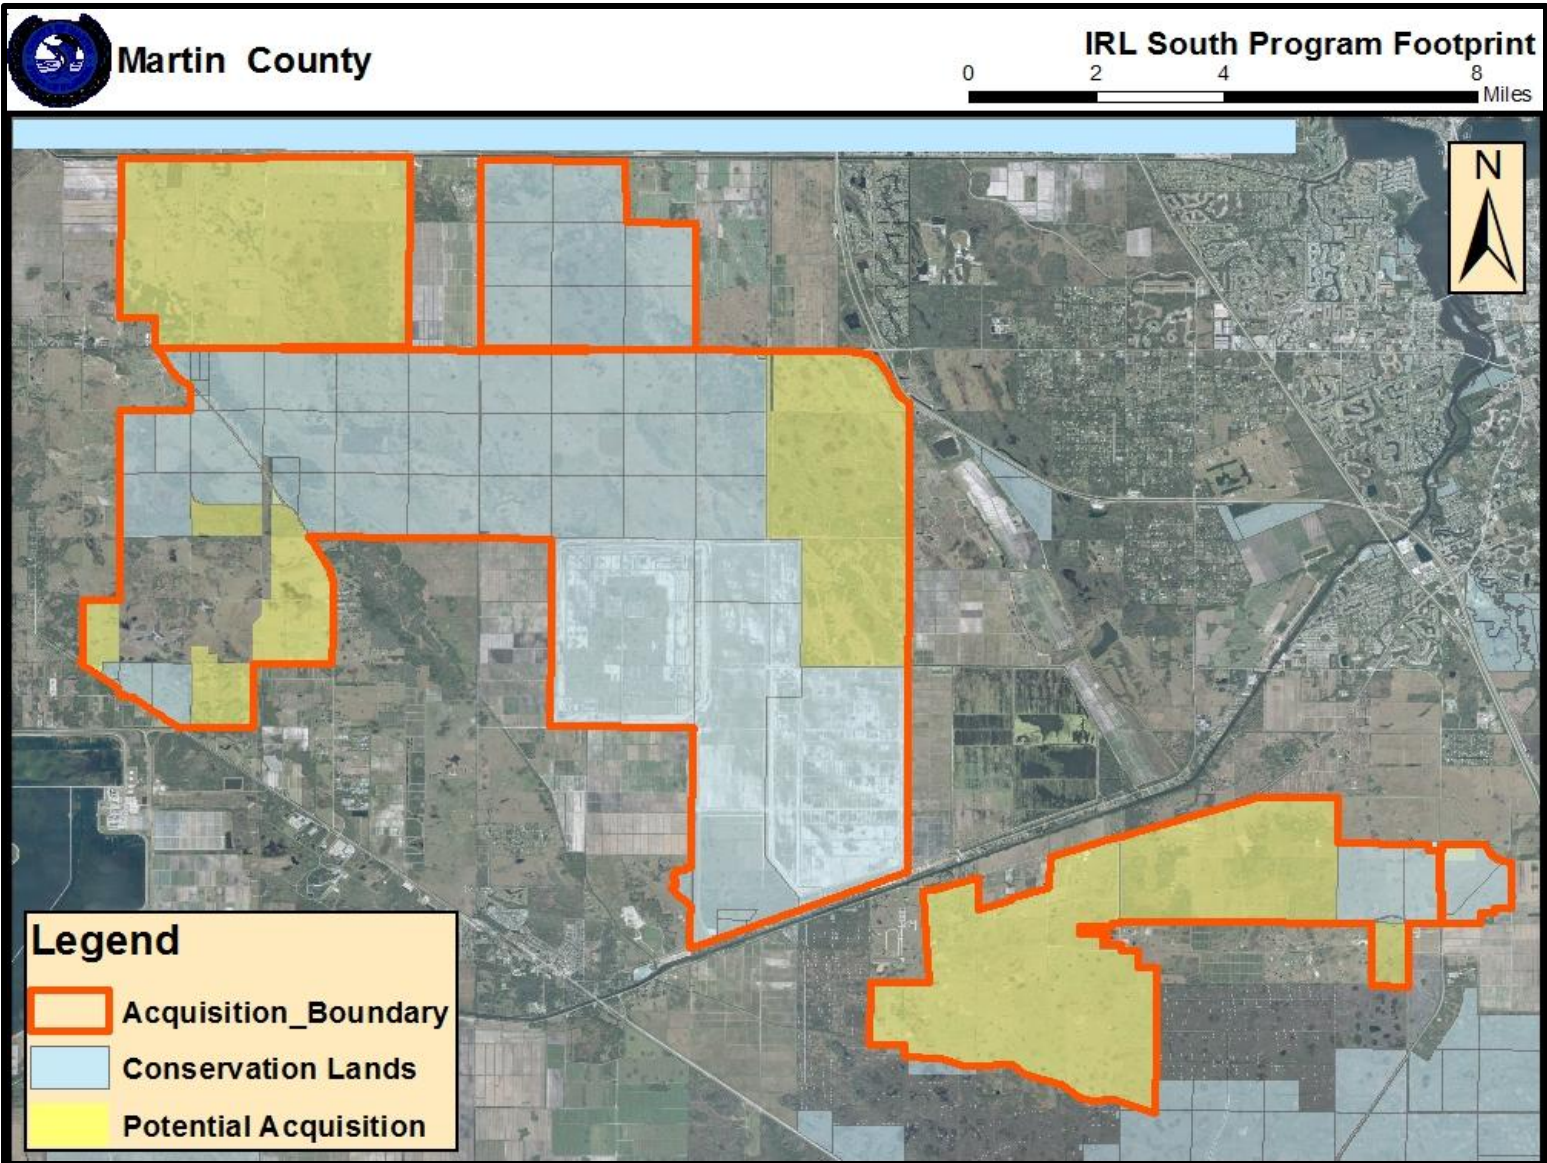 Martin County
IRL South Program Footprint
0 2 4 8
Miles
N
Legend
Acquisition_Boundary
Conservation Lands
Potential Acquisition